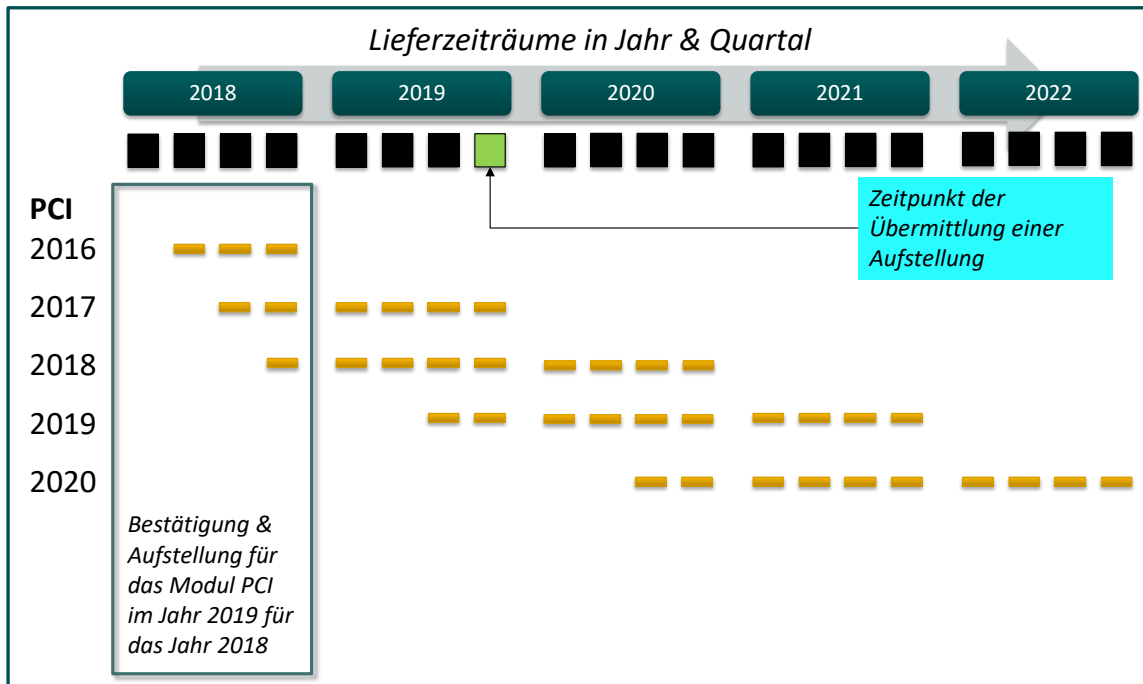 Lieferzeiträume in Jahr & Quartal
2018
2019
2020
2021
2022
Zeitpunkt der
Übermittlung einer
Aufstellung
PCI
2016
2017
2018
2019
2020
Bestätigung &
Aufstellung für
das Modul PCI
im Jahr 2019 für
das Jahr 2018